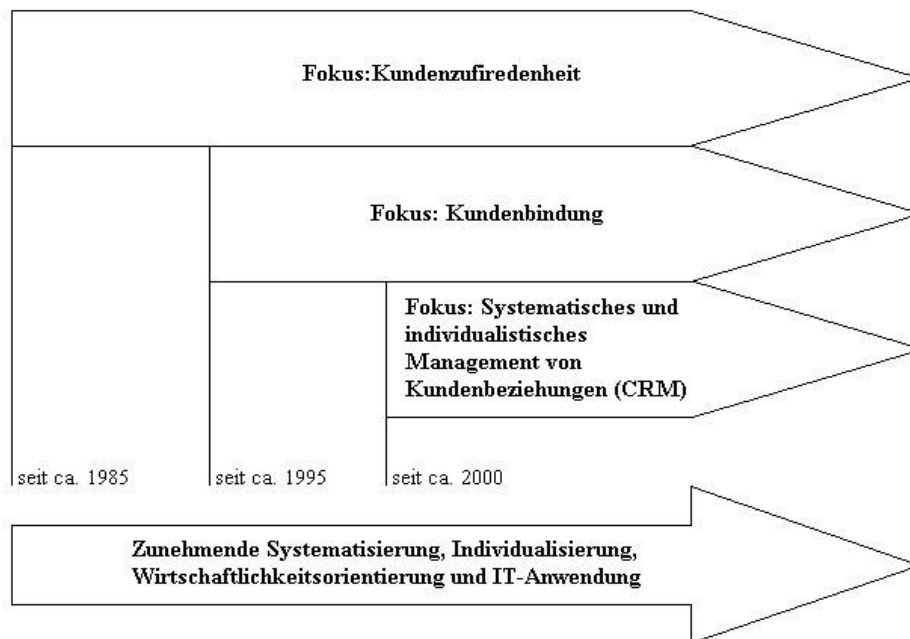 Fokus:Kundenzufiredenheit
Fokus: Kundenbindung
Fokus: Systematisches und
individualistisches
Management von
Kundenbeziehungen (CRM)
seit ca. 1985
seit ca. 1995
seit ca. 2000
Zunehmende Systematisierung, Individualisierung,
Wirtschaftlichkeitsorientierung und IT-Anwendung